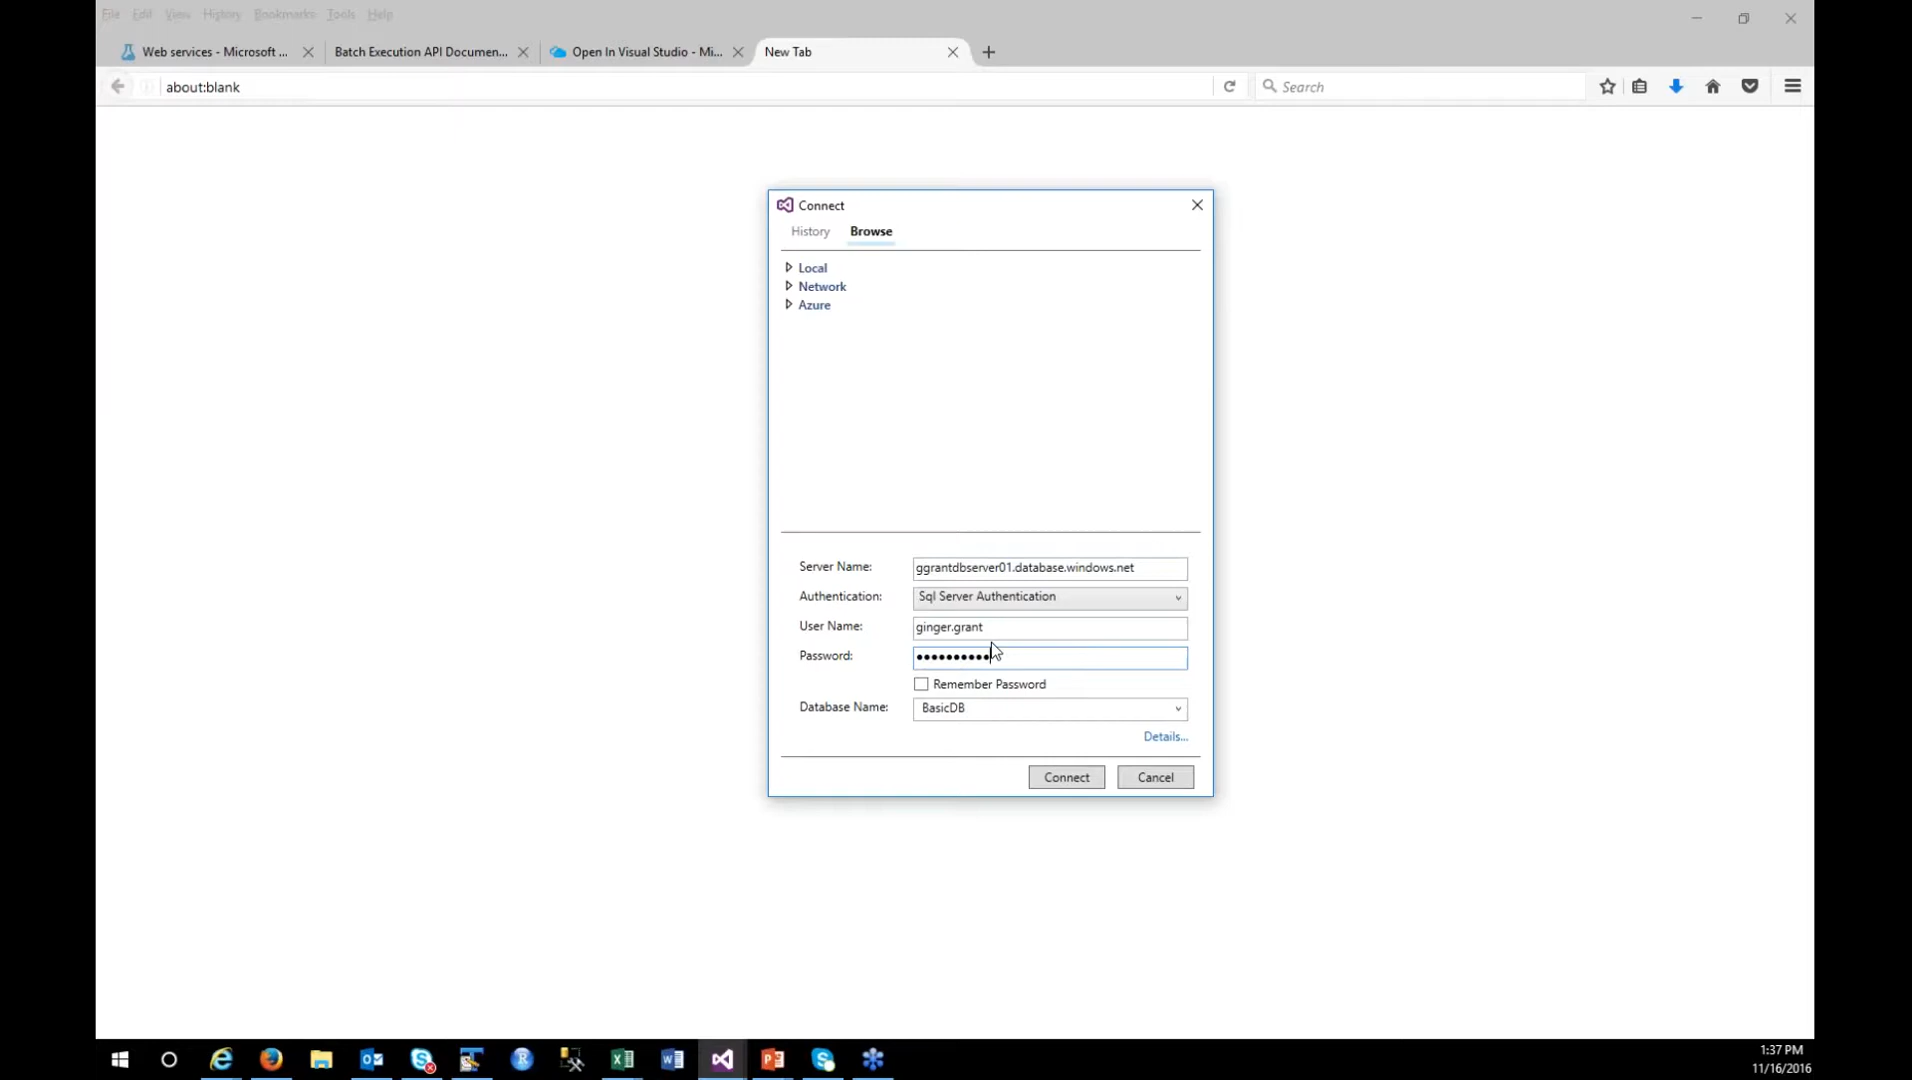 File Edit View History Bookmarks Tools Help
Web services - Microsoft ... Batch Execution API Documen... Open In Visual Studio - Mi... New Tab
about:blank Search
Connect
History Browse
Local
Network
Azure
Server Name: ggrantdbserver01.database.windows.net
Authentication: Sql Server Authentication
User Name: ginger.grant
Password: ●●●●●●●●●●
Remember Password
Database Name: BasicDB
Details...
Connect Cancel
1:37 PM
11/16/2016